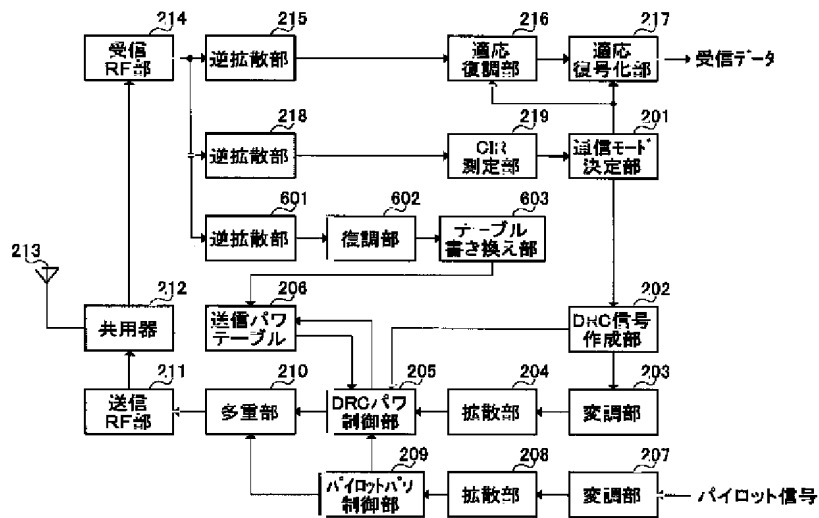 214
受信
RF部
215
逆拡散部
216
適応
復調部
217
適応
復号化部
受信データ
218
逆拡散部
219
CIR
測定部
201
通信モード
決定部
601
逆拡散部
602
復調部
603
テーブル
書き換え部
213
212
共用器
206
送信パワ
テーブル
202
DRC信号
作成部
211
送信
RF部
210
多重部
205
DRCパワ
制御部
204
拡散部
203
変調部
209
パイロットパワ
制御部
208
拡散部
207
変調部
パイロット信号